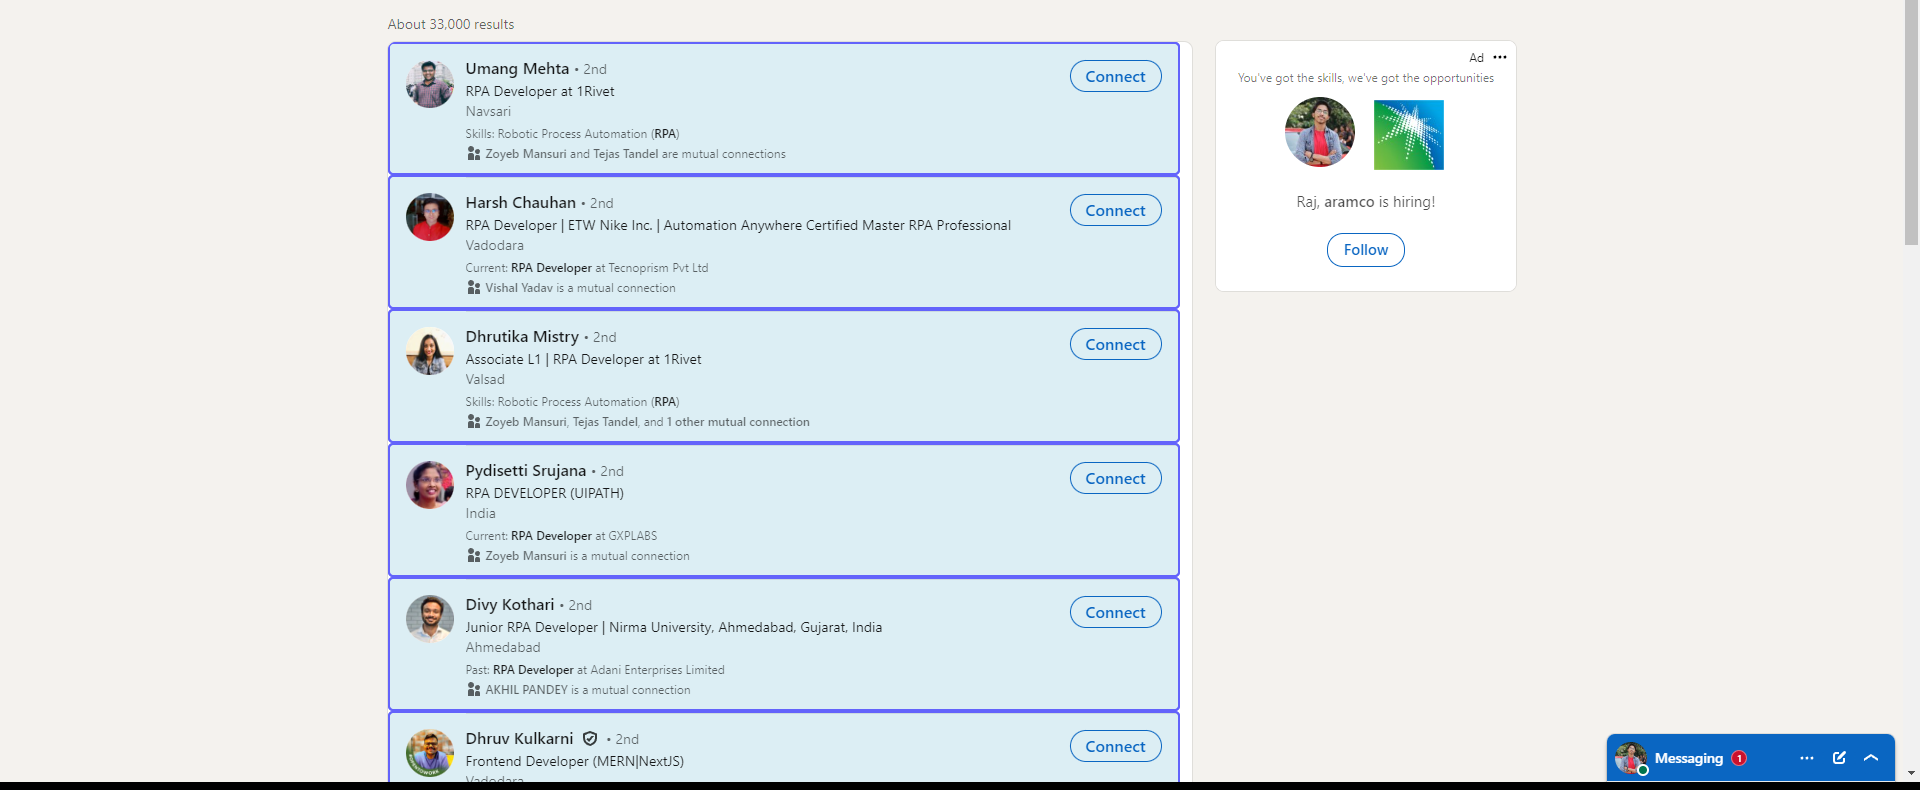 About 33,000 results
Umang Mehta • 2nd
Connect
RPA Developer at 1Rivet
Navsari
Skills: Robotic Process Automation (RPA)
Zoyeb Mansuri and Tejas Tandel are mutual connections
Harsh Chauhan • 2nd
Connect
RPA Developer | ETW Nike Inc. | Automation Anywhere Certified Master RPA Professional
Vadodara
Current: RPA Developer at Tecnoprism Pvt Ltd
Vishal Yadav is a mutual connection
Dhrutika Mistry • 2nd
Connect
Associate L1 | RPA Developer at 1Rivet
Valsad
Skills: Robotic Process Automation (RPA)
Zoyeb Mansuri, Tejas Tandel, and 1 other mutual connection
Pydisetti Srujana • 2nd
Connect
RPA DEVELOPER (UIPATH)
India
Current: RPA Developer at GXPLABS
Zoyeb Mansuri is a mutual connection
Divy Kothari • 2nd
Connect
Junior RPA Developer | Nirma University, Ahmedabad, Gujarat, India
Ahmedabad
Past: RPA Developer at Adani Enterprises Limited
AKHIL PANDEY is a mutual connection
Dhruv Kulkarni • 2nd
Connect
Frontend Developer (MERN|NextJS)
Vadodara
Ad
You've got the skills, we've got the opportunities
Raj, aramco is hiring!
Follow
Messaging 1